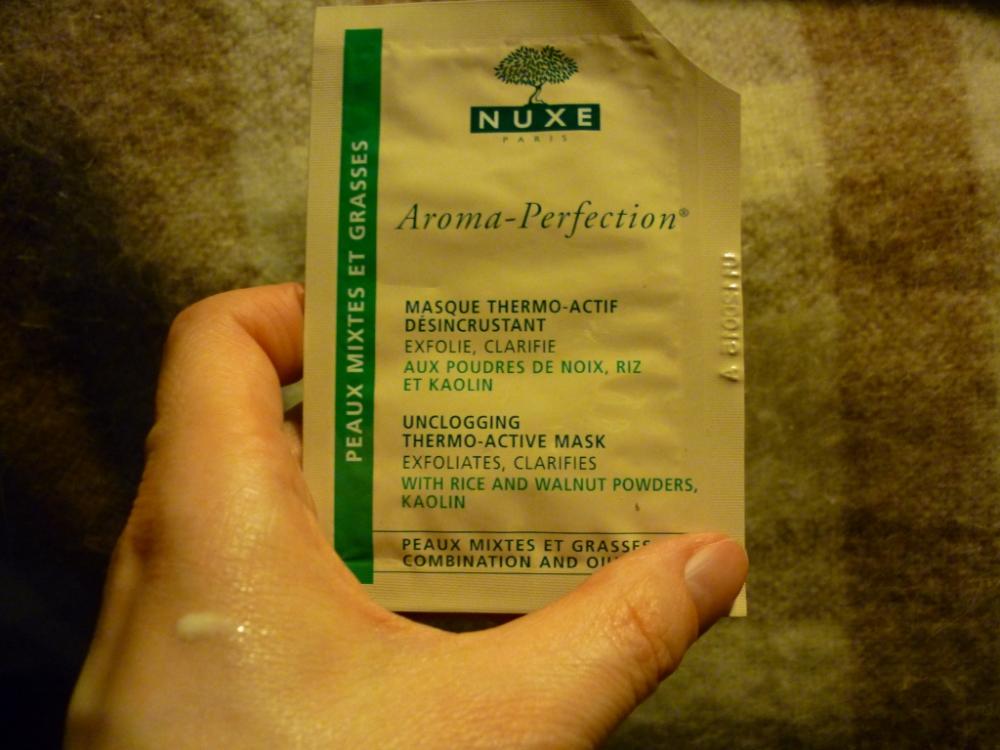 NUXE
PARIS
Aroma-Perfection®
PEAUX MIXTES ET GRASSES
MASQUE THERMO-ACTIF
DÉSINCRUSTANT
EXFOLIE, CLARIFIE
AUX POUDRES DE NOIX, RIZ
ET KAOLIN
UNCLOGGING
THERMO-ACTIVE MASK
EXFOLIATES, CLARIFIES
WITH RICE AND WALNUT POWDERS,
KAOLIN
PEAUX MIXTES ET GRASSES
COMBINATION AND